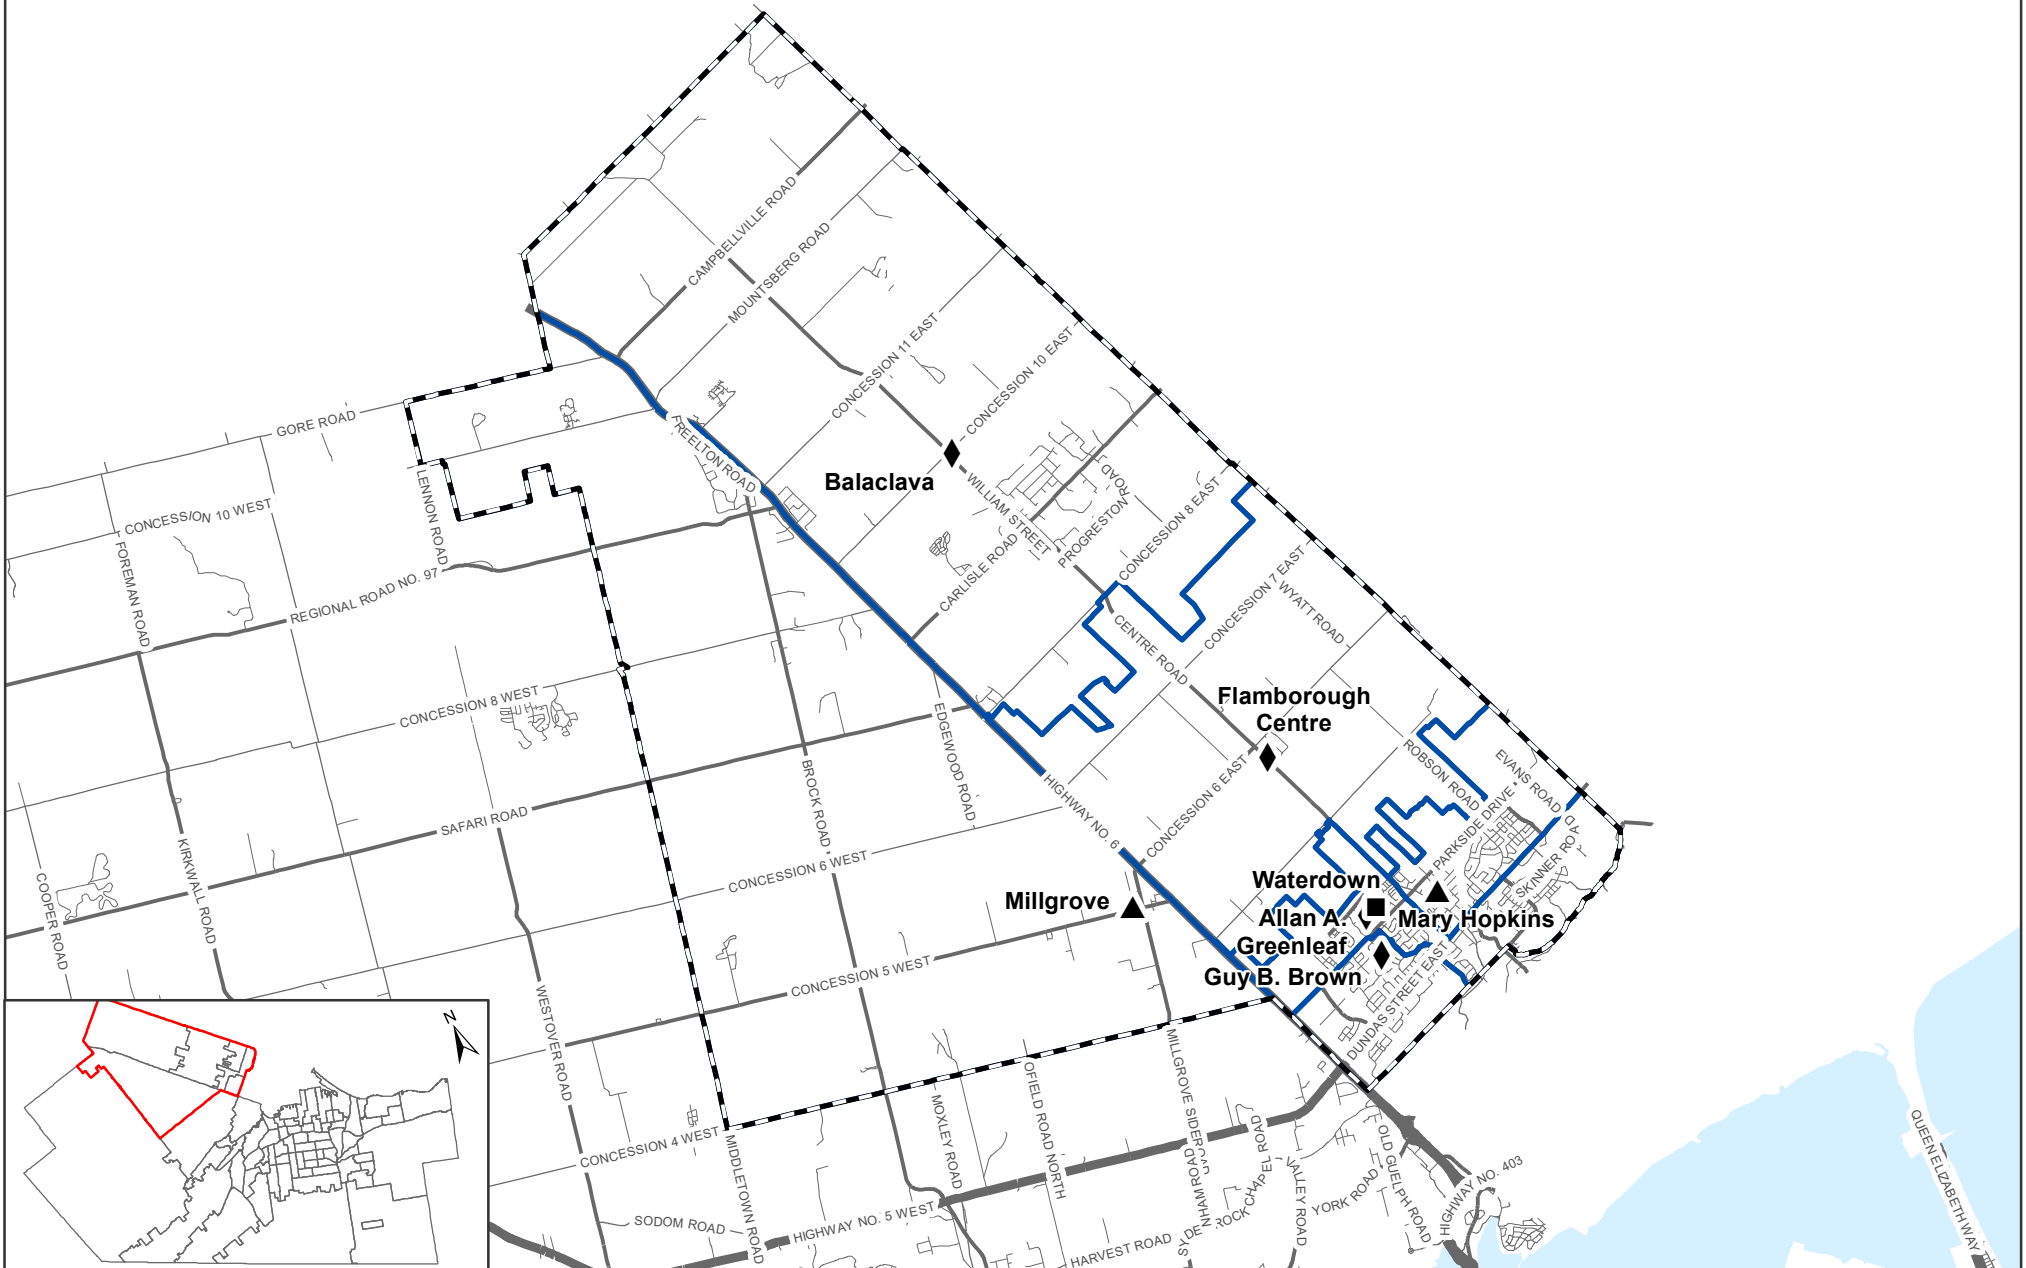 CAMPBELLVILLE ROAD
MOUNTSBERG ROAD
CONCESSION 11 EAST
CONCESSION 10 EAST
GORE ROAD
FREELTON ROAD
Balaclava
LENNON ROAD
WILLIAM STREET
PROGRESTON
ROAD
CONCESSION 8 EAST
CONCESSION 10 WEST
FOREMAN ROAD
REGIONAL ROAD NO. 97
CARLISLE ROAD
CONCESSION 7 EAST
WYATT ROAD
CENTRE ROAD
CONCESSION 8 WEST
EDGEWOOD ROAD
Flamborough
Centre
ROBSON ROAD
EVANS ROAD
BROCK ROAD
HIGHWAY NO. 6
CONCESSION 6 EAST
PARKSIDE DRIVE
SAFARI ROAD
KIRKWALL ROAD
COOPER ROAD
CONCESSION 6 WEST
SKINNER ROAD
Waterdown
Millgrove
Allan A.
Greenleaf
Mary Hopkins
Guy B. Brown
CONCESSION 5 WEST
DUNDAS STREET EAST
WESTOVER ROAD
N
MILLGROVE SIDEROAD
OFIELD ROAD NORTH
MOXLEY ROAD
CONCESSION 4 WEST
MIDDLETOWN ROAD
OLD GUELPH ROAD
YORK ROAD
VALLEY ROAD
HIGHWAY NO. 403
QUEEN ELIZABETH WAY
SODOM ROAD
HIGHWAY NO. 5 WEST
HARVEST ROAD